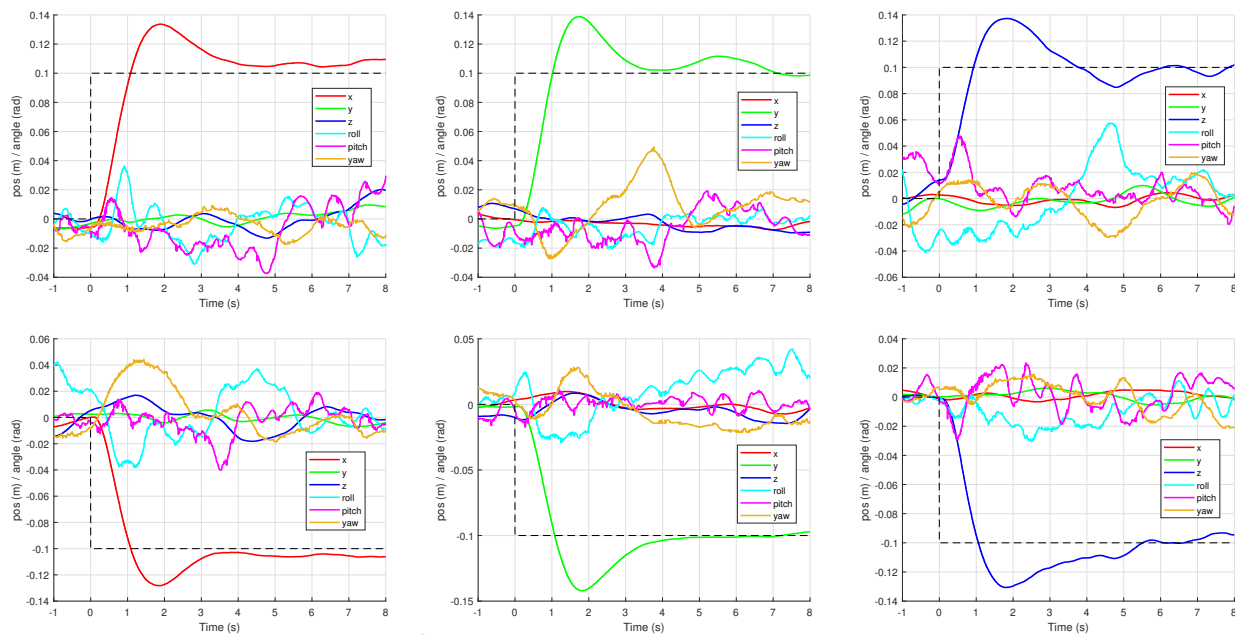 0.14
0.12
0.1
0.08
0.06
0.04
0.02
0
-0.02
-0.04
pos (m) / angle (rad)
-1 0 1 2 3 4 5 6 7 8
Time (s)
x
y
z
roll
pitch
yaw
0.14
0.12
0.1
0.08
0.06
0.04
0.02
0
-0.02
-0.04
pos (m) / angle (rad)
-1 0 1 2 3 4 5 6 7 8
Time (s)
x
y
z
roll
pitch
yaw
0.14
0.12
0.1
0.08
0.06
0.04
0.02
0
-0.02
-0.04
-0.06
pos (m) / angle (rad)
-1 0 1 2 3 4 5 6 7 8
Time (s)
x
y
z
roll
pitch
yaw
0.06
0.04
0.02
0
-0.02
-0.04
-0.06
-0.08
-0.1
-0.12
-0.14
pos (m) / angle (rad)
-1 0 1 2 3 4 5 6 7 8
Time (s)
x
y
z
roll
pitch
yaw
0.05
0
-0.05
-0.1
-0.15
pos (m) / angle (rad)
-1 0 1 2 3 4 5 6 7 8
Time (s)
x
y
z
roll
pitch
yaw
0.04
0.02
0
-0.02
-0.04
-0.06
-0.08
-0.1
-0.12
-0.14
pos (m) / angle (rad)
-1 0 1 2 3 4 5 6 7 8
Time (s)
x
y
z
roll
pitch
yaw